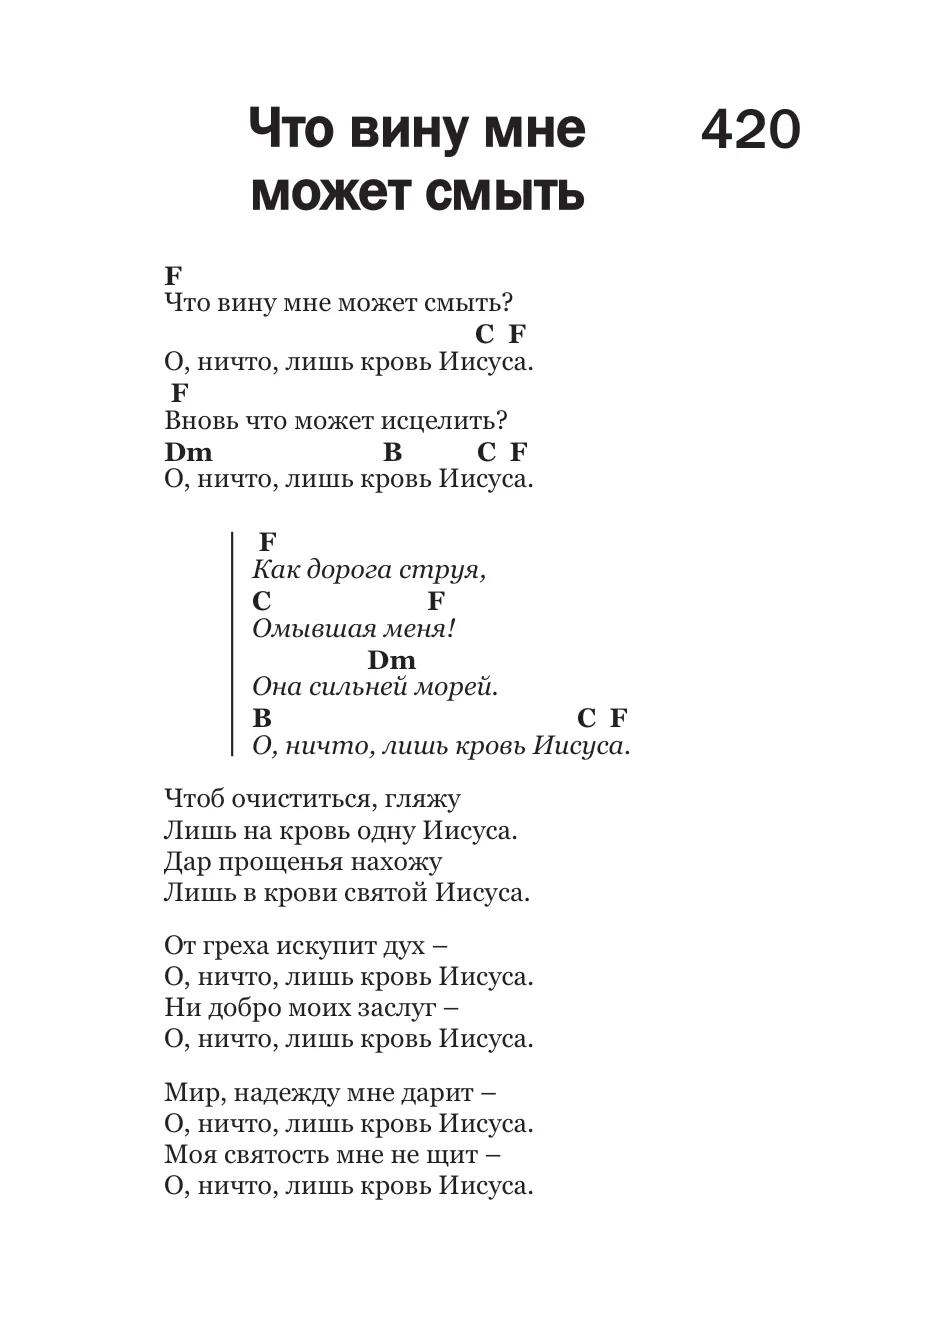 Что вину мне 420
может смыть
F
Что вину мне может смыть?
C F
О, ничто, лишь кровь Иисуса.
F
Вновь что может исцелить?
Dm B C F
О, ничто, лишь кровь Иисуса.
F
Как дорога струя,
C F
Омывшая меня!
Dm
Она сильней морей.
B C F
О, ничто, лишь кровь Иисуса.
Чтоб очиститься, гляжу
Лишь на кровь одну Иисуса.
Дар прощенья нахожу
Лишь в крови святой Иисуса.
От греха искупит дух –
О, ничто, лишь кровь Иисуса.
Ни добро моих заслуг –
О, ничто, лишь кровь Иисуса.
Мир, надежду мне дарит –
О, ничто, лишь кровь Иисуса.
Моя святость мне не щит –
О, ничто, лишь кровь Иисуса.